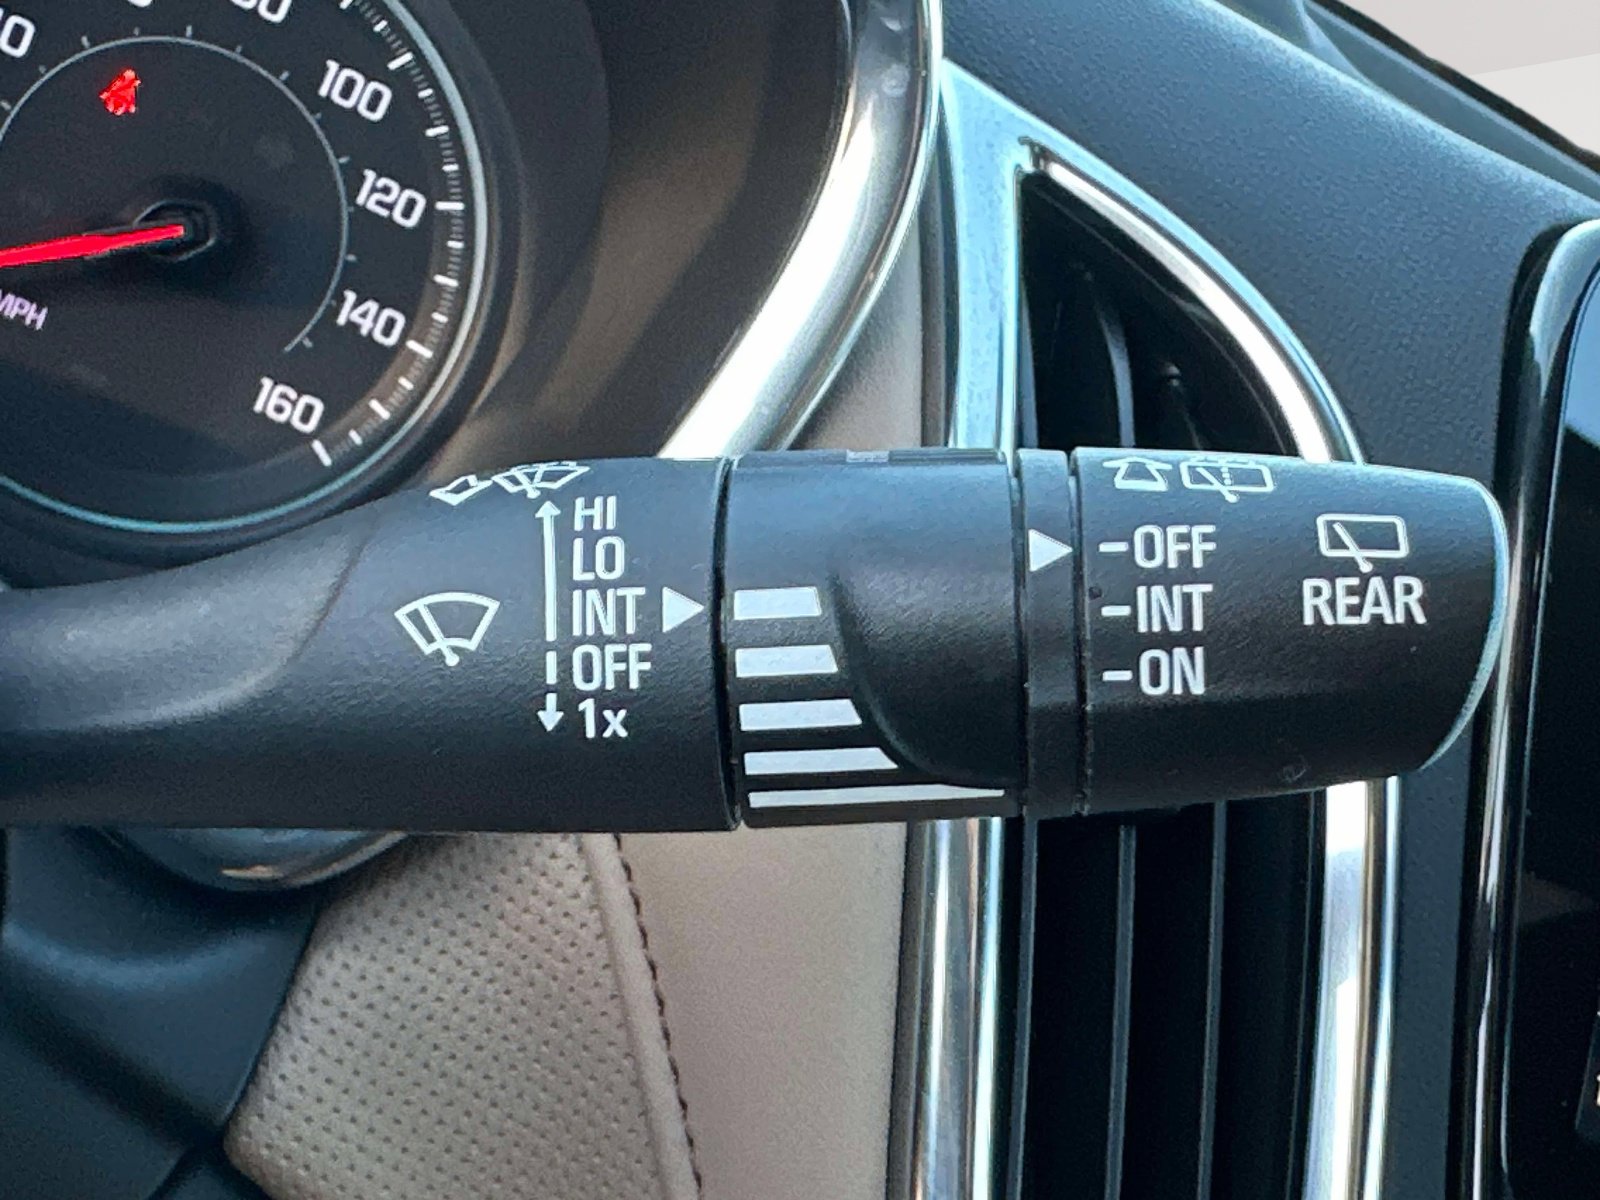 100
120
140
160
MPH
HI
LO
INT
OFF
1x
-OFF
-INT
-ON
REAR